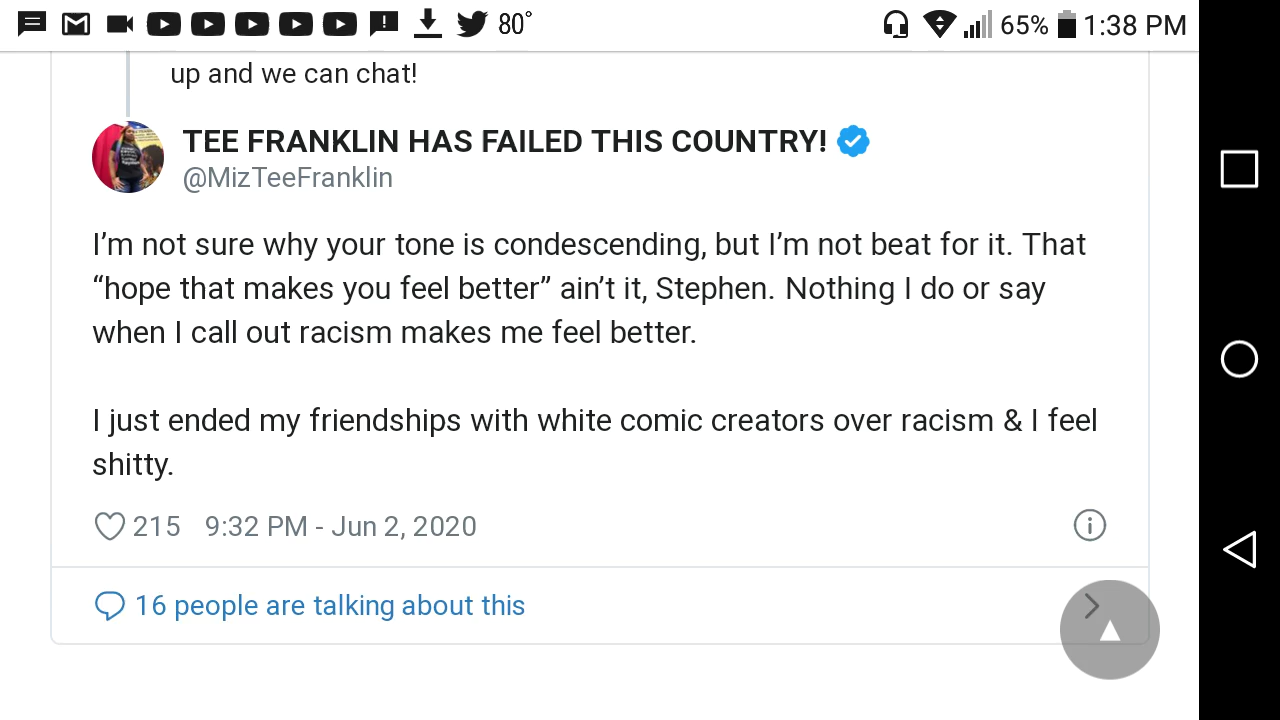 80° 65% 1:38 PM
up and we can chat!
TEE FRANKLIN HAS FAILED THIS COUNTRY!
@MizTeeFranklin
I’m not sure why your tone is condescending, but I’m not beat for it. That
“hope that makes you feel better” ain’t it, Stephen. Nothing I do or say
when I call out racism makes me feel better.
I just ended my friendships with white comic creators over racism & I feel
shitty.
215 9:32 PM - Jun 2, 2020
16 people are talking about this